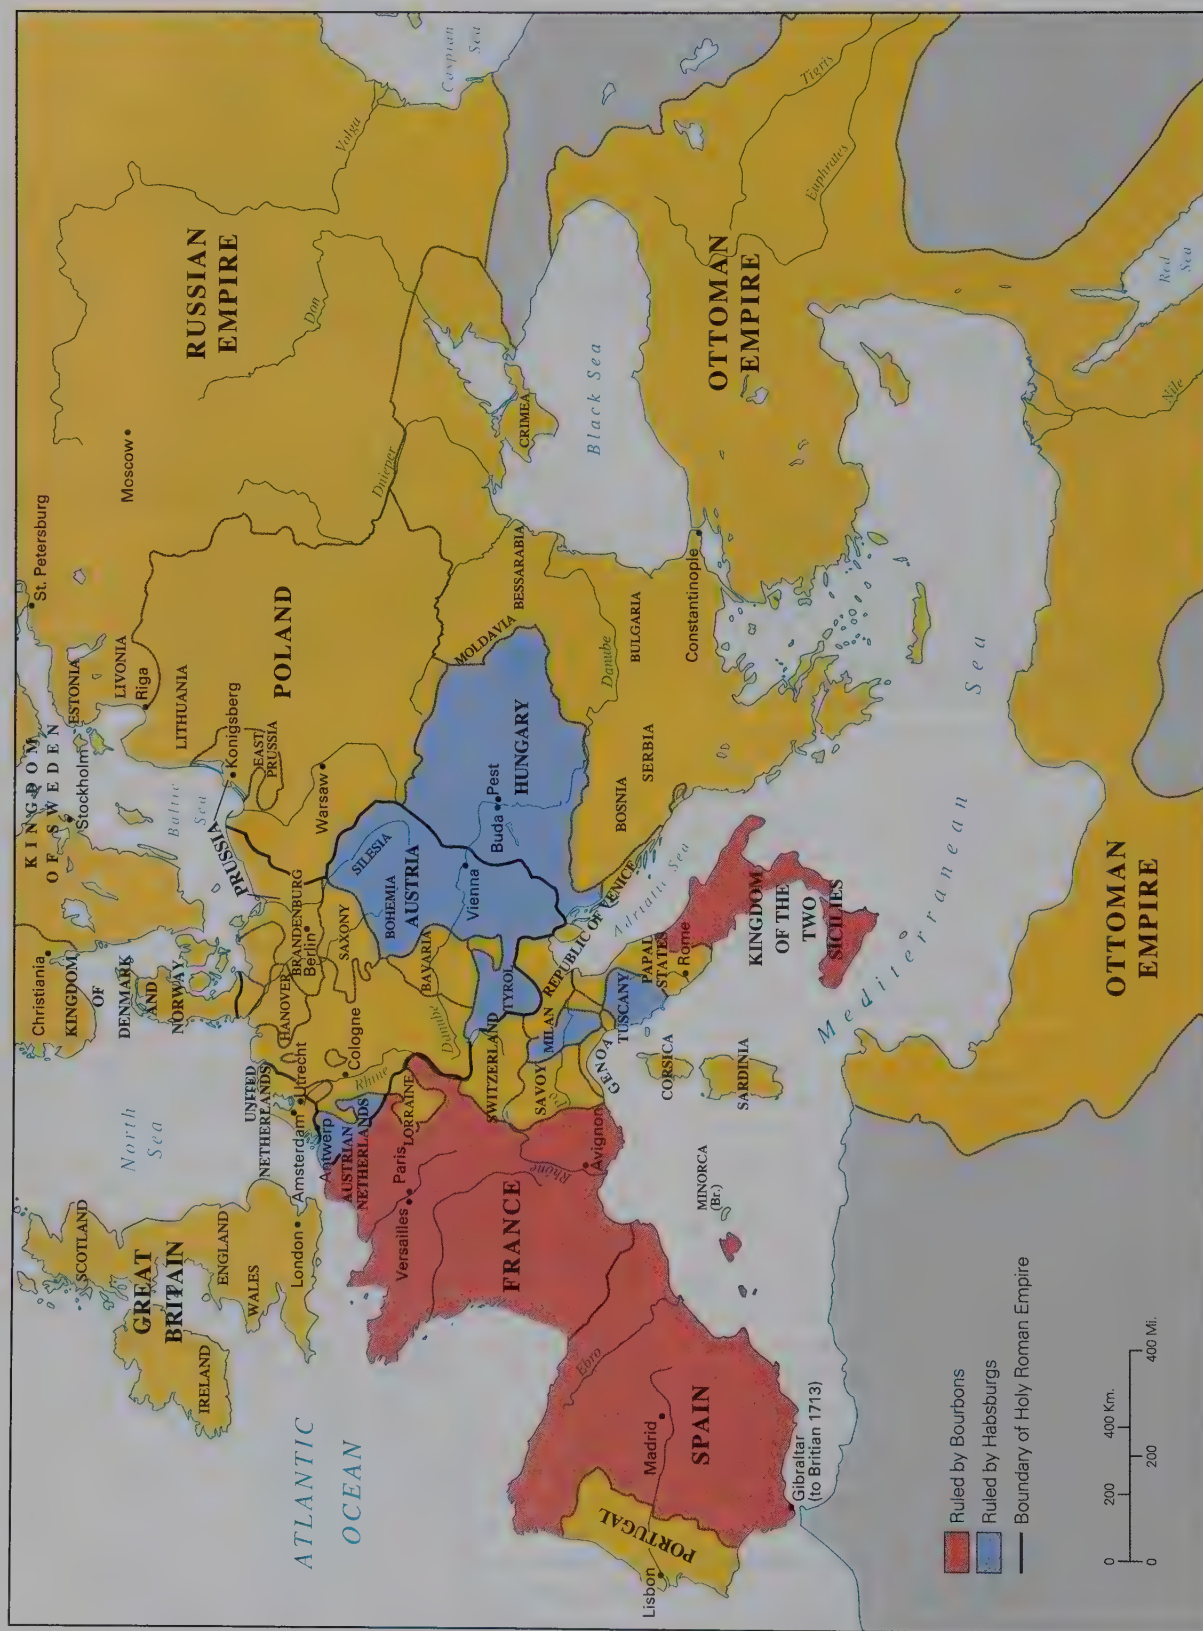 KINGDOM
OF SWEDEN
Christiania
KINGDOM
OF
DENMARK
AND
NORWAY
Stockholm
ESTONIA
St. Petersburg
LIVONIA
Riga
LITHUANIA
Moscow
RUSSIAN
EMPIRE
Volga
Don
Caspian
Sea
North
Sea
Baltic
Sea
SCOTLAND
GREAT
BRITAIN
IRELAND
ENGLAND
WALES
London
UNITED
NETHERLANDS
Amsterdam
Utrecht
Antwerp
AUSTRIAN
NETHERLANDS
HANOVER
BRANDENBURG
Berlin
PRUSSIA
Konigsberg
EAST
PRUSSIA
POLAND
Warsaw
SAXONY
Cologne
Rhine
SILESIA
BOHEMIA
AUSTRIA
BAVARIA
Danube
Vienna
Dnieper
ATLANTIC
OCEAN
Versailles
Paris
LORRAINE
FRANCE
SWITZERLAND
TYROL
Buda
Pest
HUNGARY
MOLDAVIA
BESSARABIA
CRIMEA
Black Sea
SAVOY
MILAN
Po
REPUBLIC OF VENICE
GENOA
TUSCANY
Rhône
Avignon
Ebro
PORTUGAL
Lisbon
Madrid
SPAIN
Gibraltar
(to Britian 1713)
MINORCA
(Br.)
CORSICA
SARDINIA
PAPAL
STATES
Rome
Adriatic Sea
KINGDOM
OF THE
TWO
SICILIES
BOSNIA
SERBIA
Danube
BULGARIA
Constantinople
OTTOMAN
EMPIRE
Tigris
Euphrates
Mediterranean Sea
OTTOMAN
EMPIRE
Nile
Red
Sea
Ruled by Bourbons
Ruled by Habsburgs
Boundary of Holy Roman Empire
0 200 400 Km.
0 200 400 Mi.